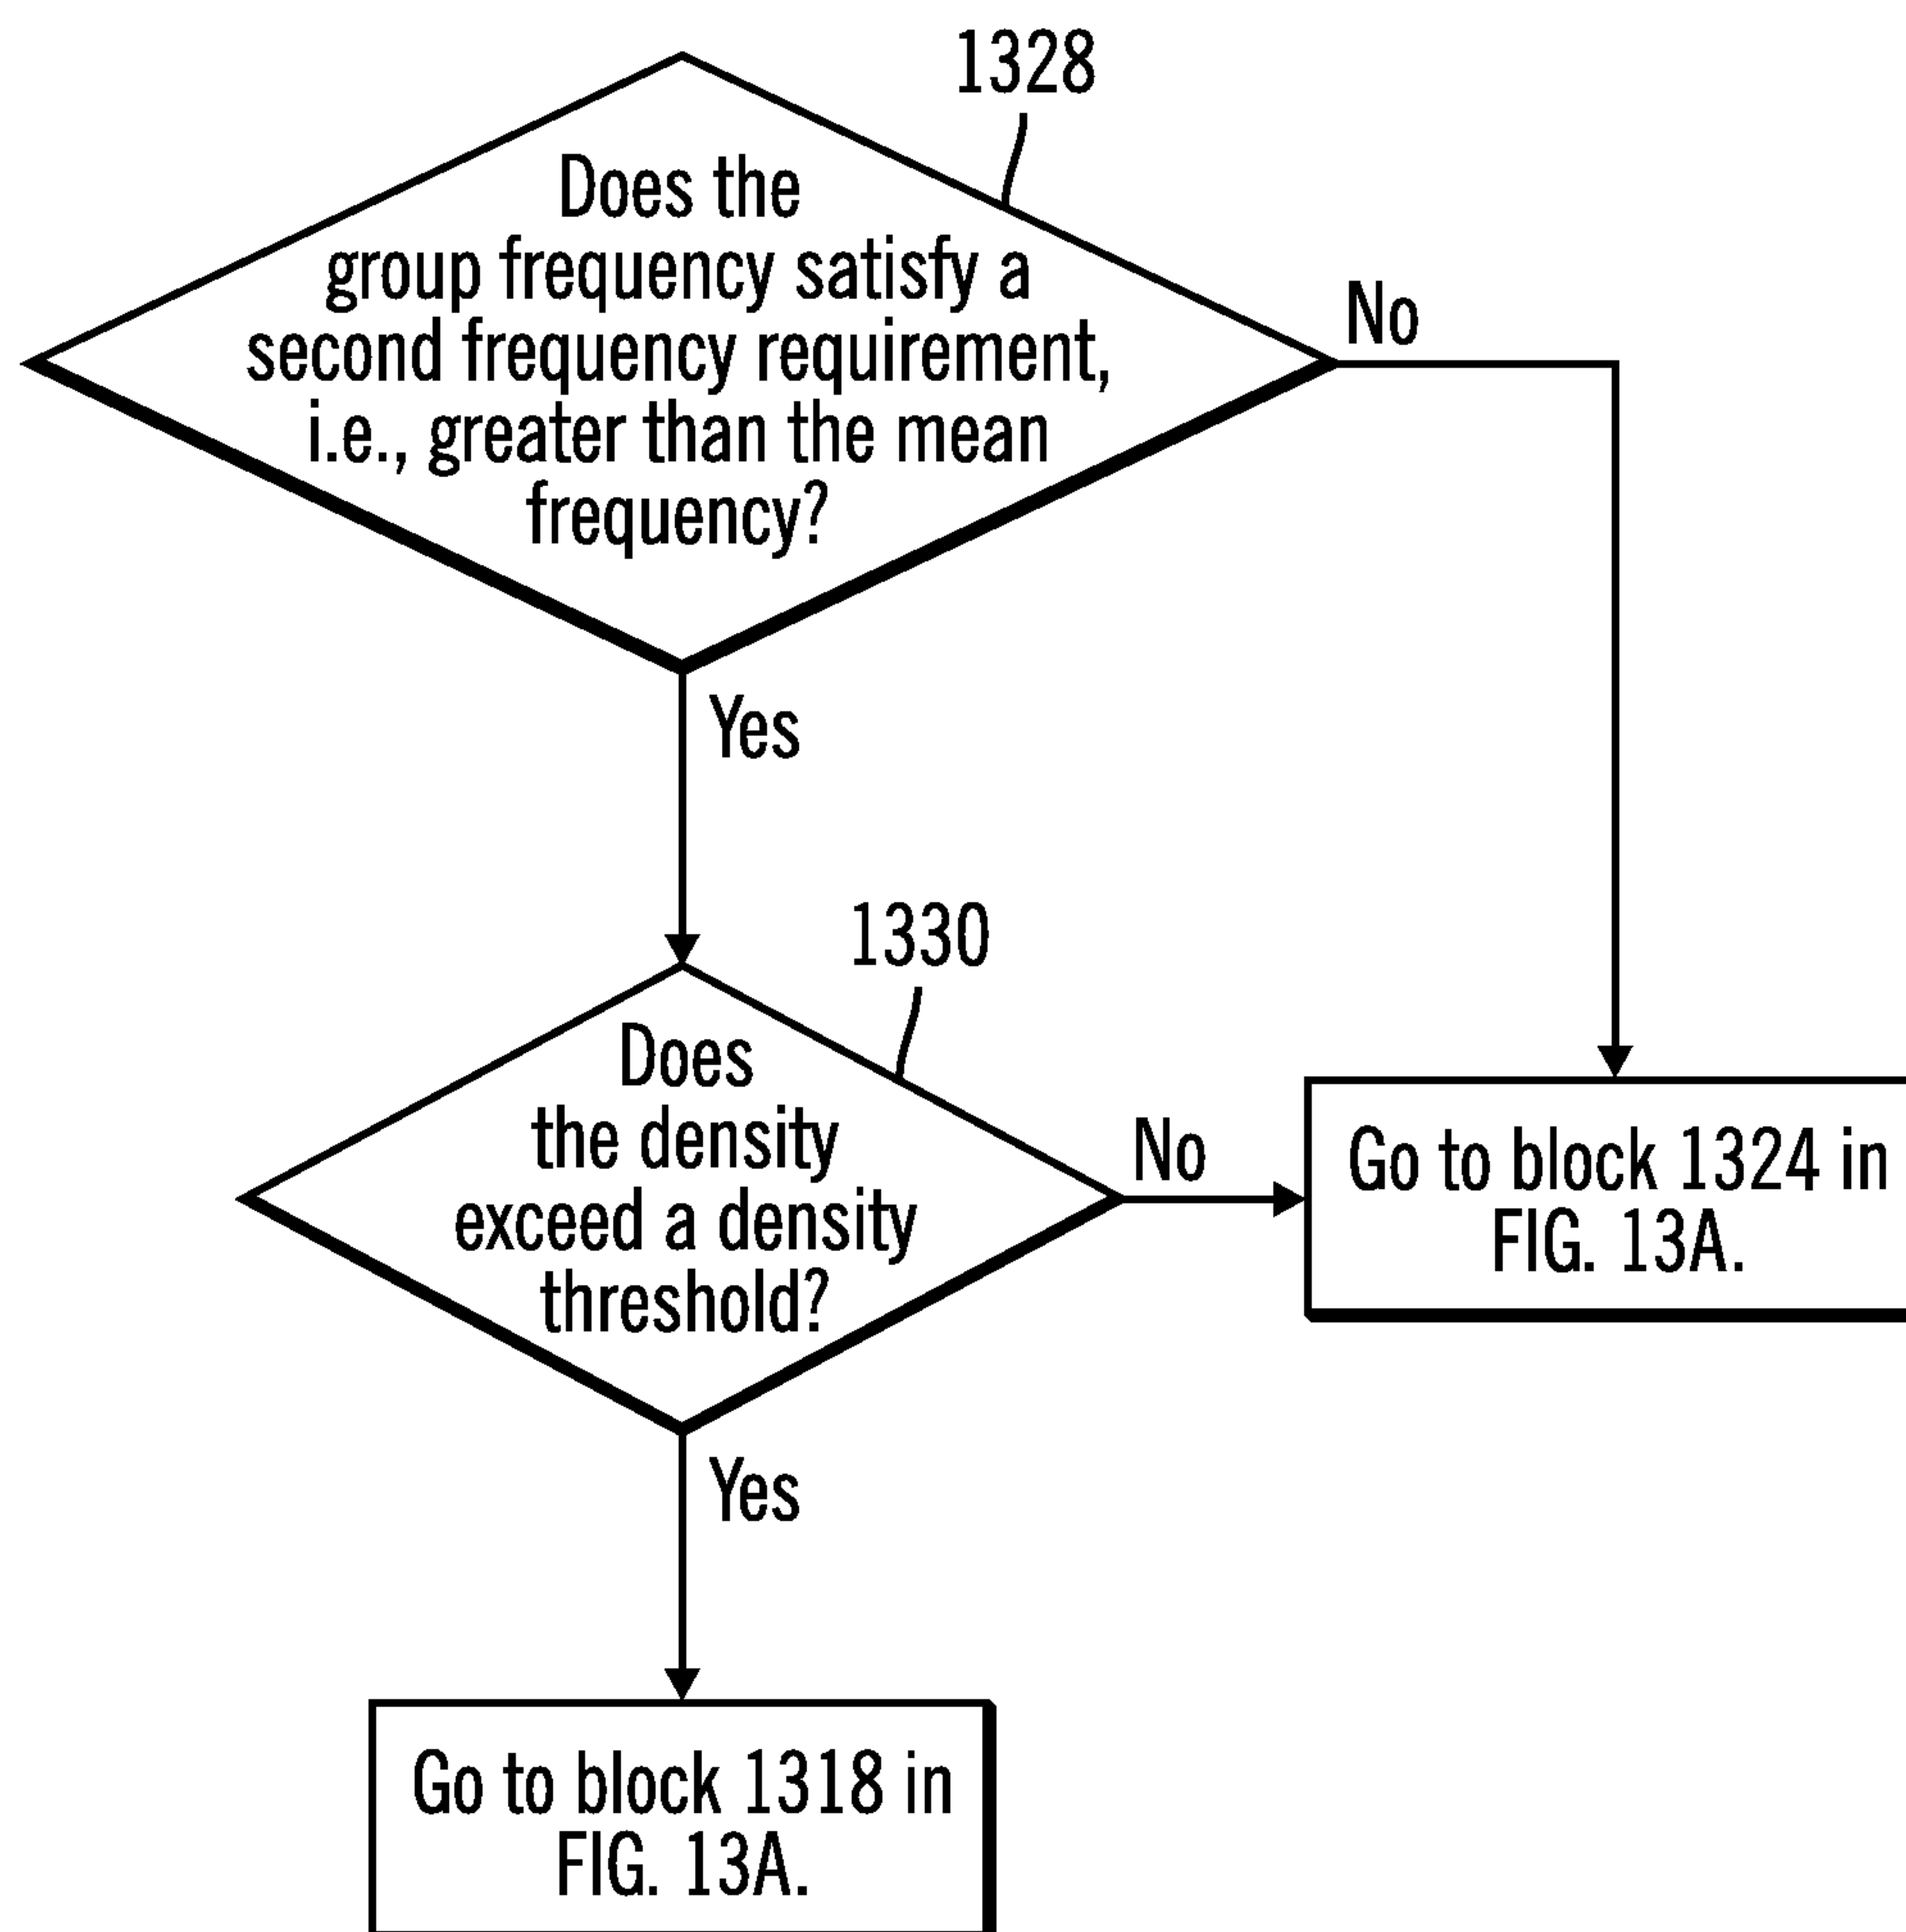 1328
Does the
group frequency satisfy a
second frequency requirement,
i.e., greater than the mean
frequency?
No
Yes
1330
Does
the density
exceed a density
threshold?
No
Go to block 1324 in
FIG. 13A.
Yes
Go to block 1318 in
FIG. 13A.